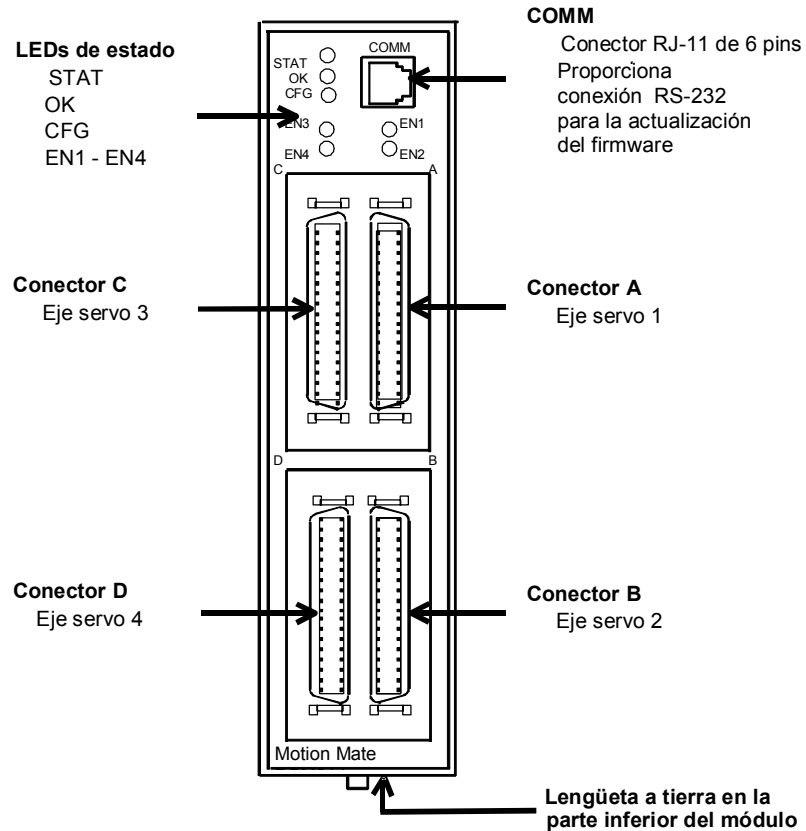 LEDs de estado
STAT
OK
CFG
EN1 - EN4
COMM
Conector RJ-11 de 6 pins
Proporciona
conexión RS-232
para la actualización
del firmware
COMM
STAT
OK
CFG
EN3
EN1
EN4
EN2
C
A
Conector C
Eje servo 3
Conector A
Eje servo 1
D
B
Conector D
Eje servo 4
Conector B
Eje servo 2
Motion Mate
Lengüeta a tierra en la
parte inferior del módulo